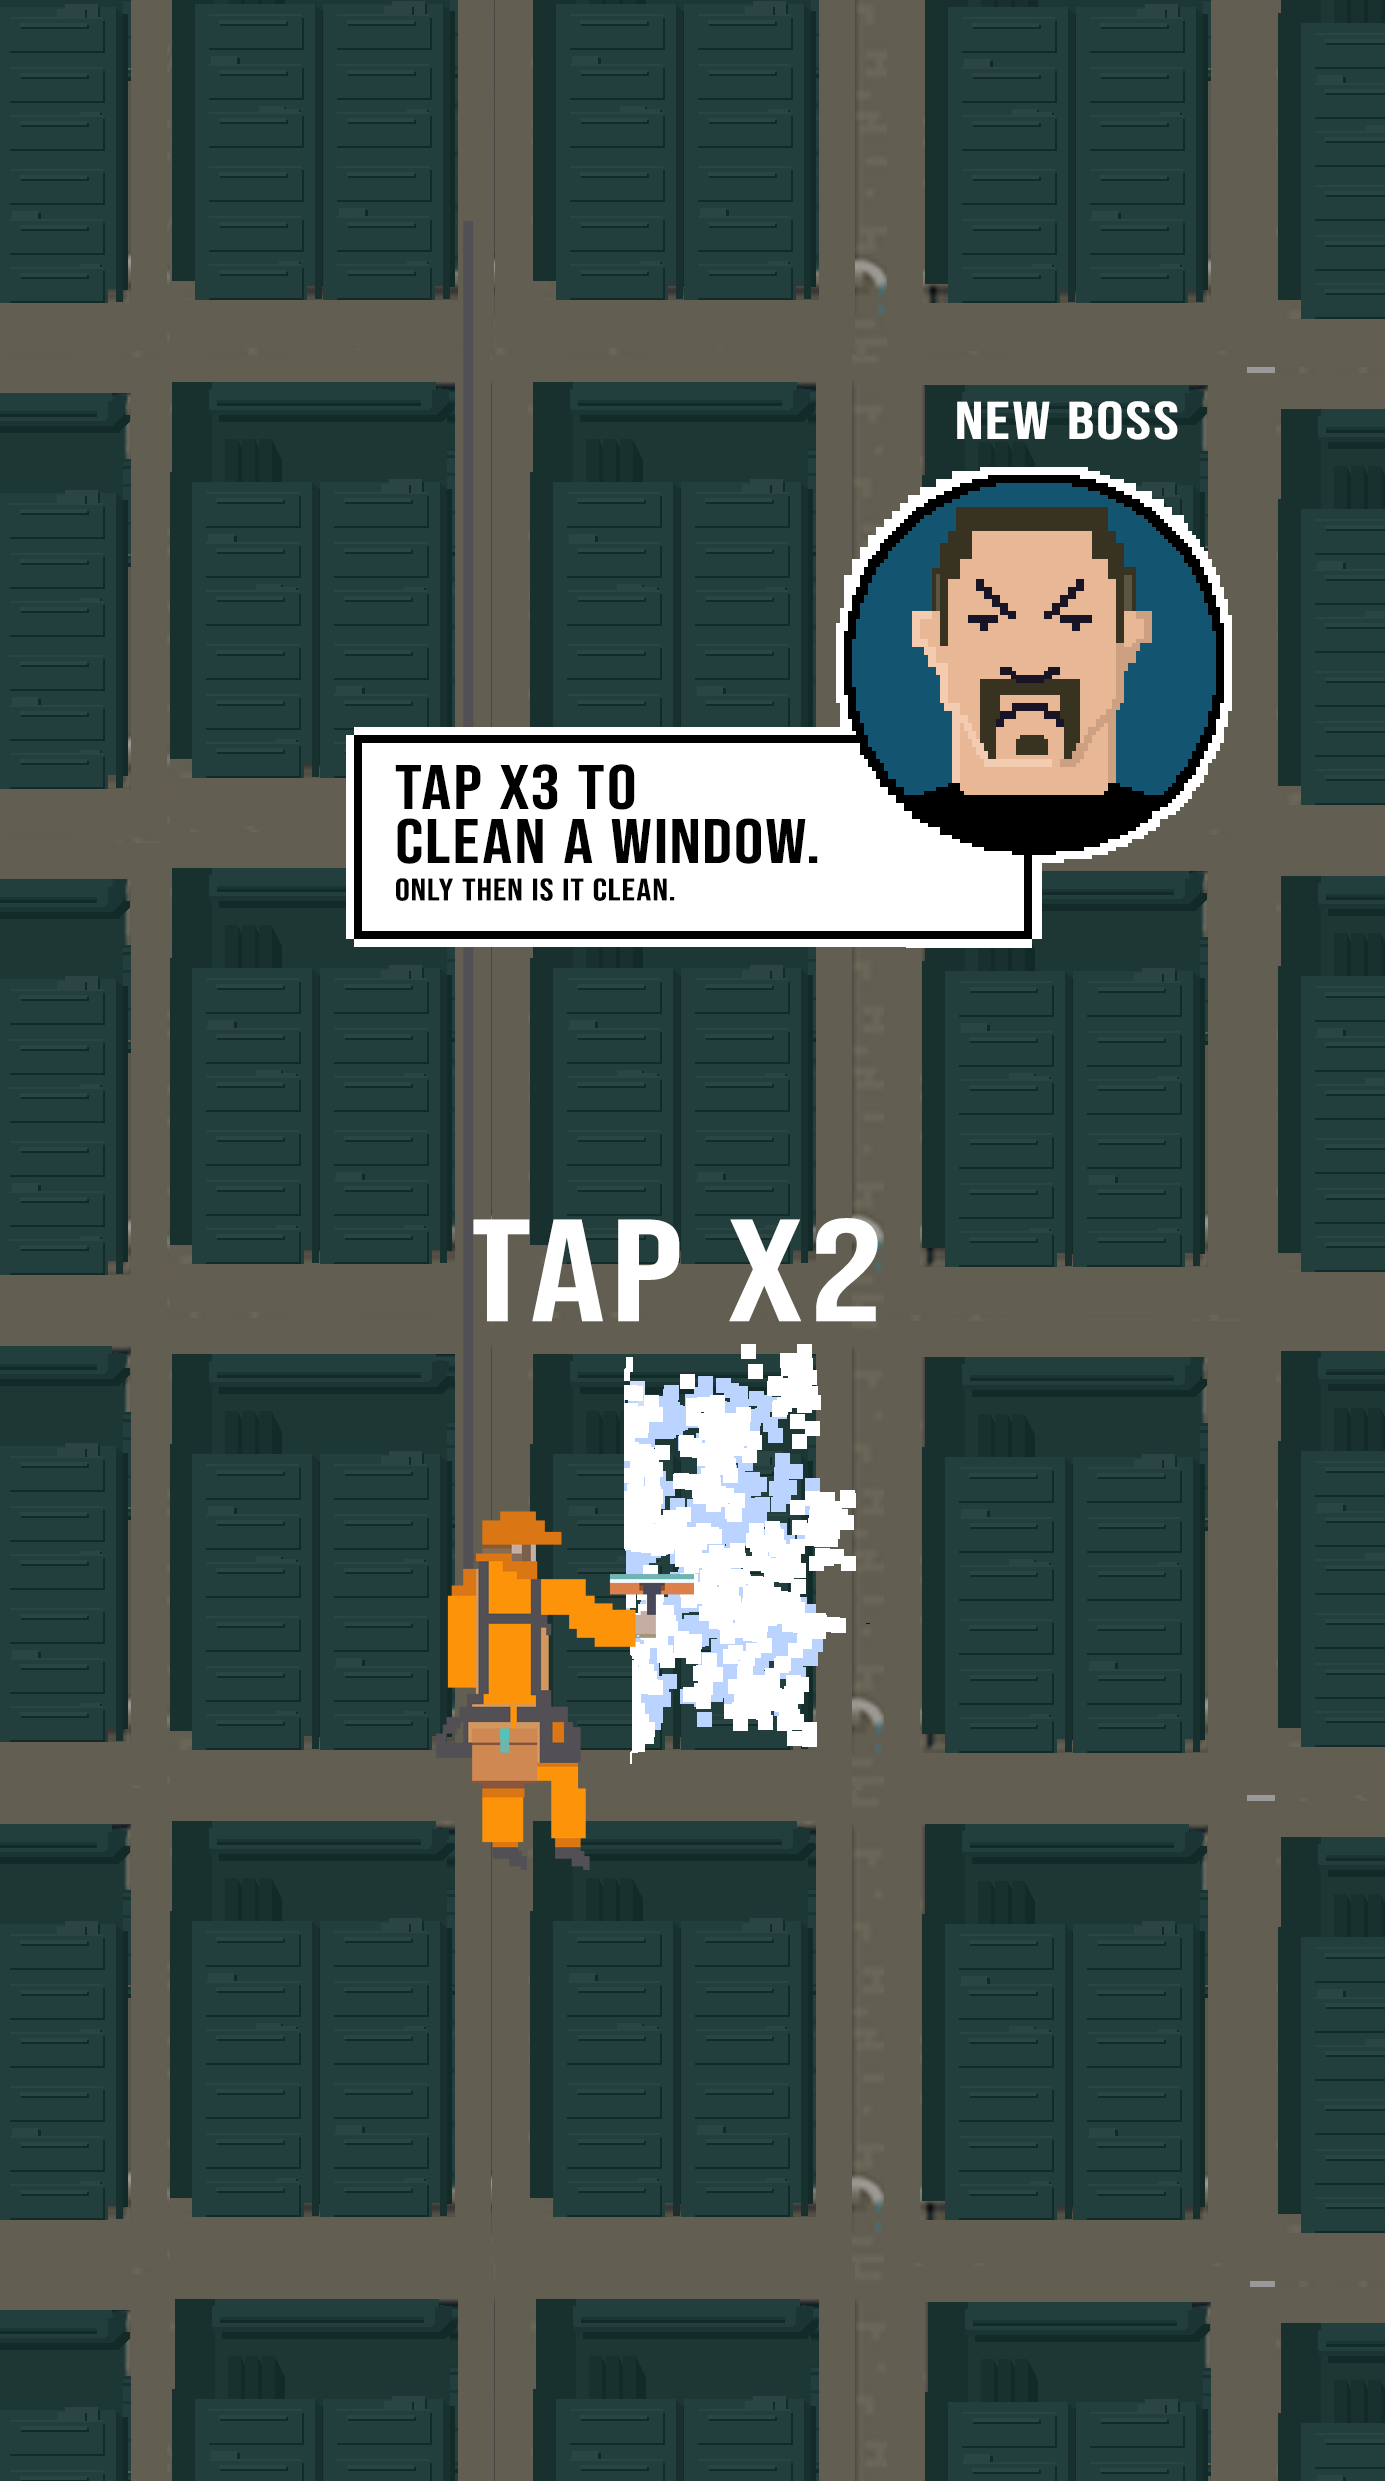 NEW BOSS
TAP X3 TO
CLEAN A WINDOW.
ONLY THEN IS IT CLEAN.
TAP X2